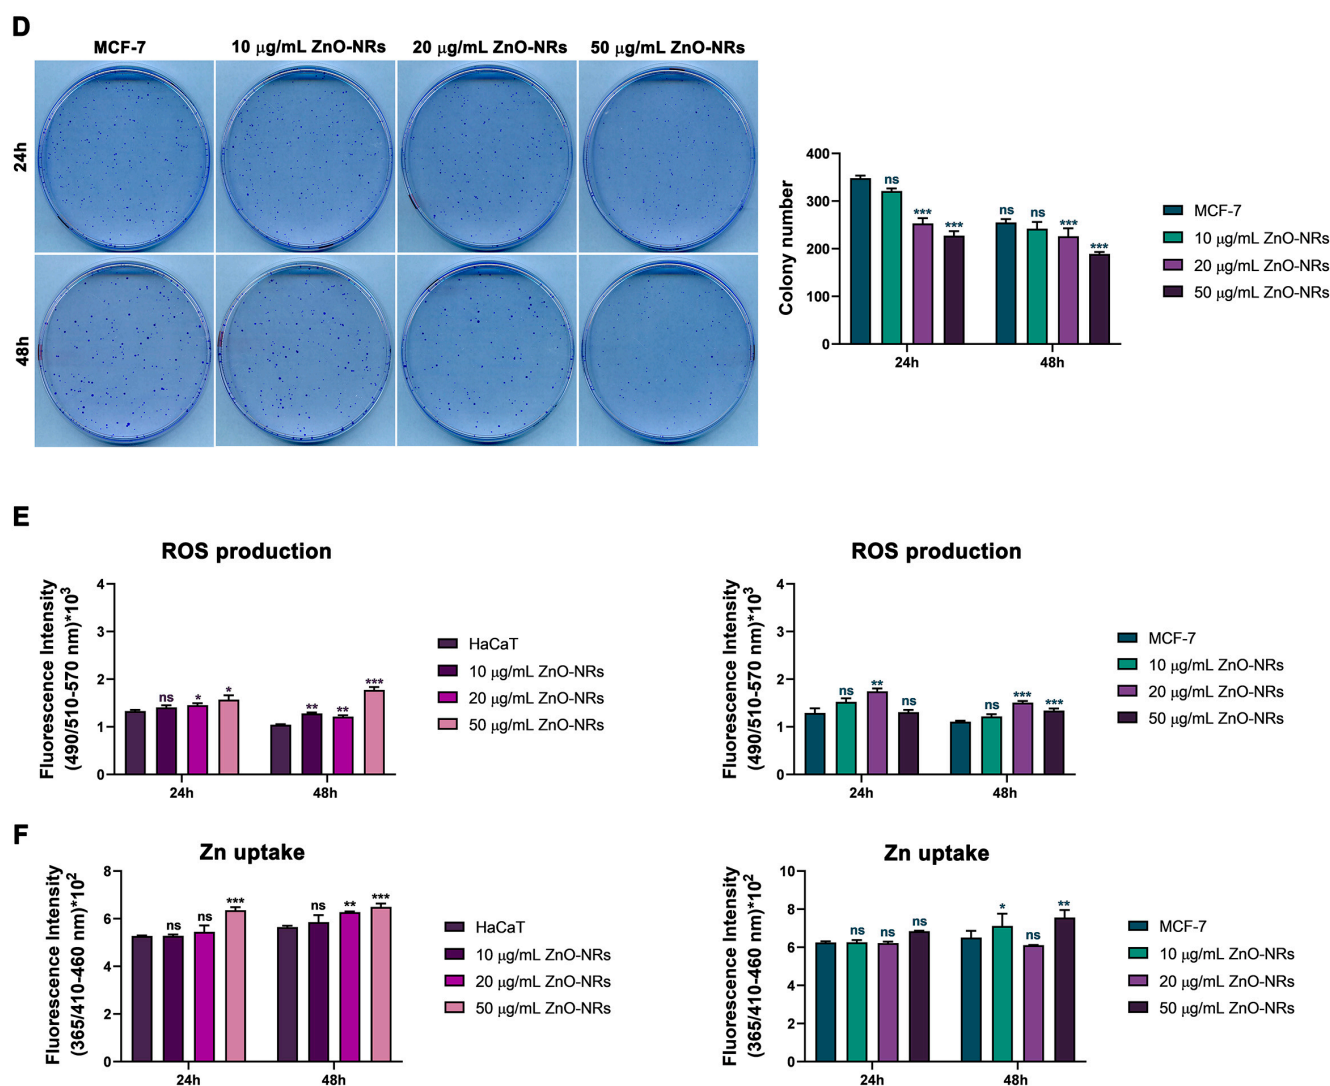 D
MCF-7 10 µg/mL ZnO-NRs 20 µg/mL ZnO-NRs 50 µg/mL ZnO-NRs
24h
48h
Colony number
400
300
200
100
0
ns *** ***
ns ns *** ***
24h 48h
MCF-7
10 µg/mL ZnO-NRs
20 µg/mL ZnO-NRs
50 µg/mL ZnO-NRs
E
ROS production
Fluorescence Intensity
(490/510-570 nm)*10³
4
3
2
1
0
ns * *
** ** ***
24h 48h
HaCaT
10 µg/mL ZnO-NRs
20 µg/mL ZnO-NRs
50 µg/mL ZnO-NRs
ROS production
Fluorescence Intensity
(490/510-570 nm)*10³
4
3
2
1
0
ns ** ns
ns *** ***
24h 48h
MCF-7
10 µg/mL ZnO-NRs
20 µg/mL ZnO-NRs
50 µg/mL ZnO-NRs
F
Zn uptake
Fluorescence Intensity
(365/410-460 nm)*10²
8
6
4
2
0
ns ns ***
ns ** ***
24h 48h
HaCaT
10 µg/mL ZnO-NRs
20 µg/mL ZnO-NRs
50 µg/mL ZnO-NRs
Zn uptake
Fluorescence Intensity
(365/410-460 nm)*10²
10
8
6
4
2
0
ns ns ns
* ns **
24h 48h
MCF-7
10 µg/mL ZnO-NRs
20 µg/mL ZnO-NRs
50 µg/mL ZnO-NRs